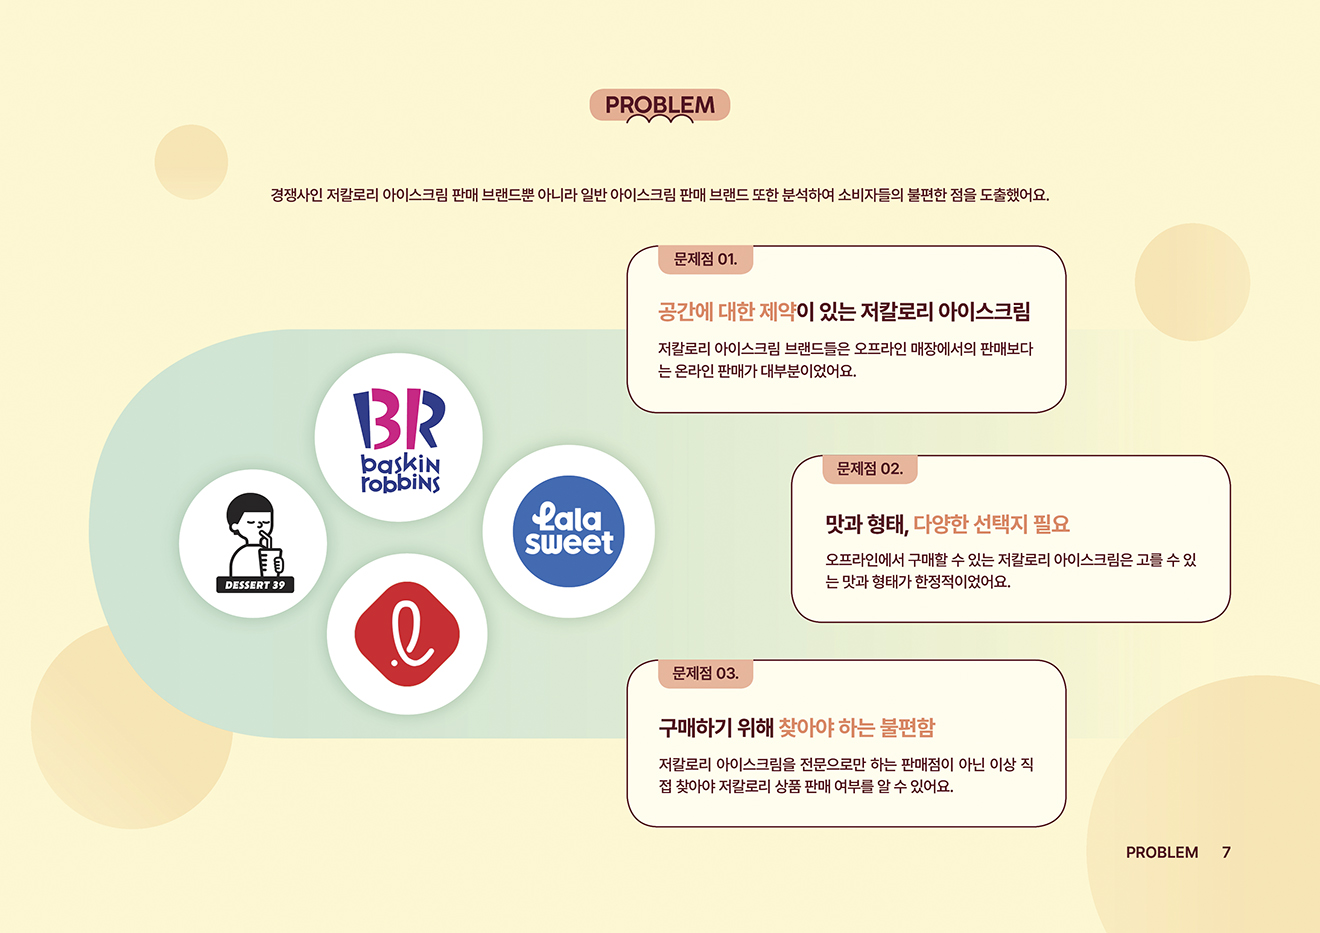 PROBLEM
경쟁사인 저칼로리 아이스크림 판매 브랜드뿐 아니라 일반 아이스크림 판매 브랜드 또한 분석하여 소비자들의 불편한 점을 도출했어요.
문제점 01.
공간에 대한 제약이 있는 저칼로리 아이스크림
저칼로리 아이스크림 브랜드들은 오프라인 매장에서의 판매보다
는 온라인 판매가 대부분이었어요.
BR
baskin
robbins
DESSERT 39
lala
sweet
문제점 02.
맛과 형태, 다양한 선택지 필요
오프라인에서 구매할 수 있는 저칼로리 아이스크림은 고를 수 있
는 맛과 형태가 한정적이었어요.
문제점 03.
구매하기 위해 찾아야 하는 불편함
저칼로리 아이스크림을 전문으로만 하는 판매점이 아닌 이상 직
접 찾아야 저칼로리 상품 판매 여부를 알 수 있어요.
PROBLEM 7